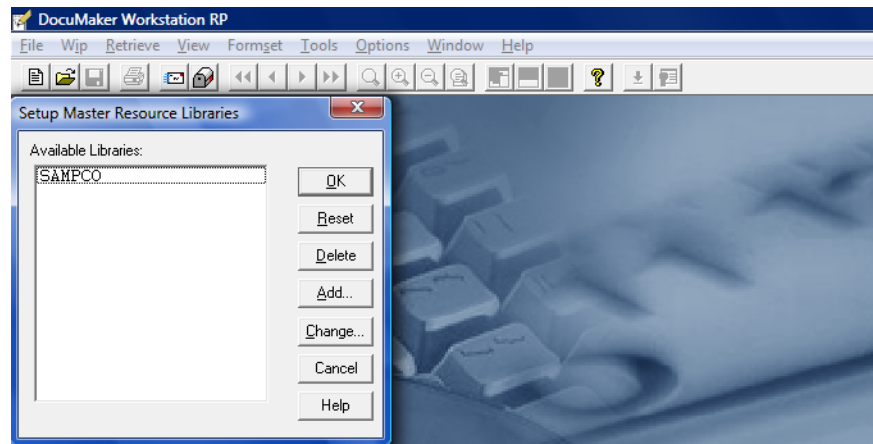 DocuMaker Workstation RP
File Wip Retrieve View Formset Tools Options Window Help
Setup Master Resource Libraries
Available Libraries:
SAMPCO
OK
Reset
Delete
Add...
Change...
Cancel
Help